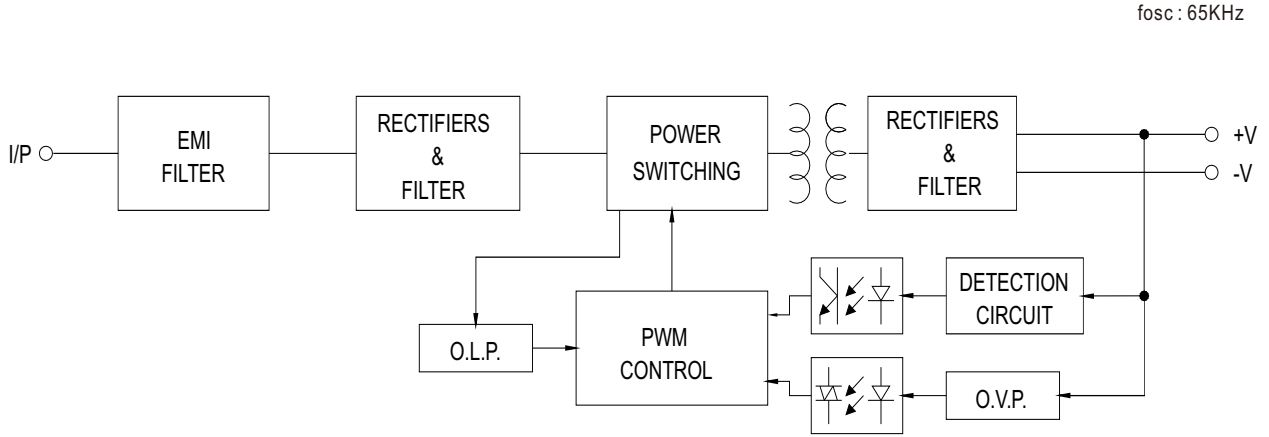 fosc : 65KHz
I/P
EMI
FILTER
RECTIFIERS
&
FILTER
POWER
SWITCHING
RECTIFIERS
&
FILTER
+V
-V
DETECTION
CIRCUIT
O.L.P.
PWM
CONTROL
O.V.P.